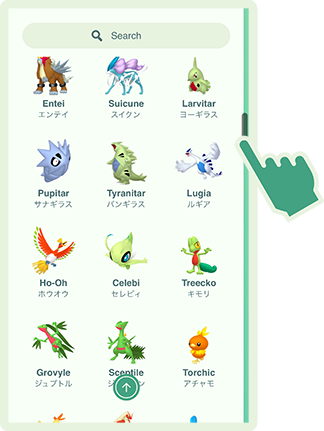 Search
Entei
エンテイ
Suicune
スイクン
Larvitar
ヨーギラス
Pupitar
サナギラス
Tyranitar
バンギラス
Lugia
ルギア
Ho-Oh
ホウオウ
Celebi
セレビィ
Treecko
キモリ
Grovyle
ジュプトル
Sceptile
Torchic
アチャモ